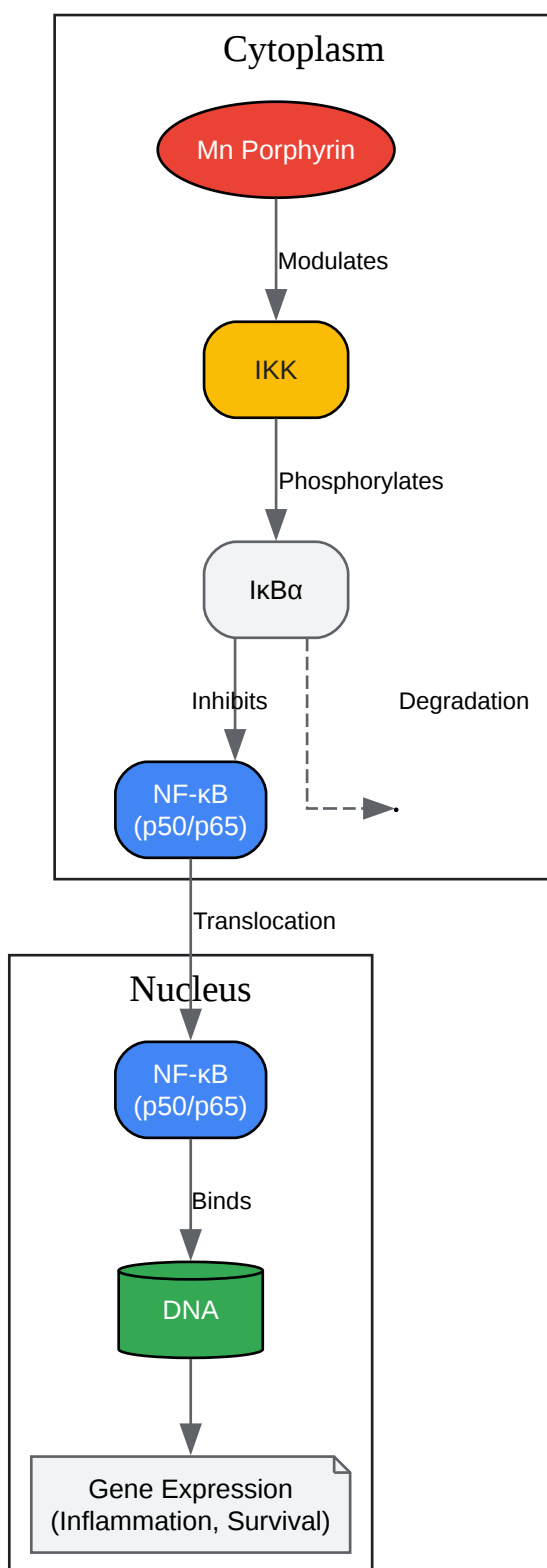 Cytoplasm
Mn Porphyrin
Modulates
IKK
Phosphorylates
IκBα
Inhibits
Degradation
NF-κB
(p50/p65)
Translocation
Nucleus
NF-κB
(p50/p65)
Binds
DNA
Gene Expression
(Inflammation, Survival)